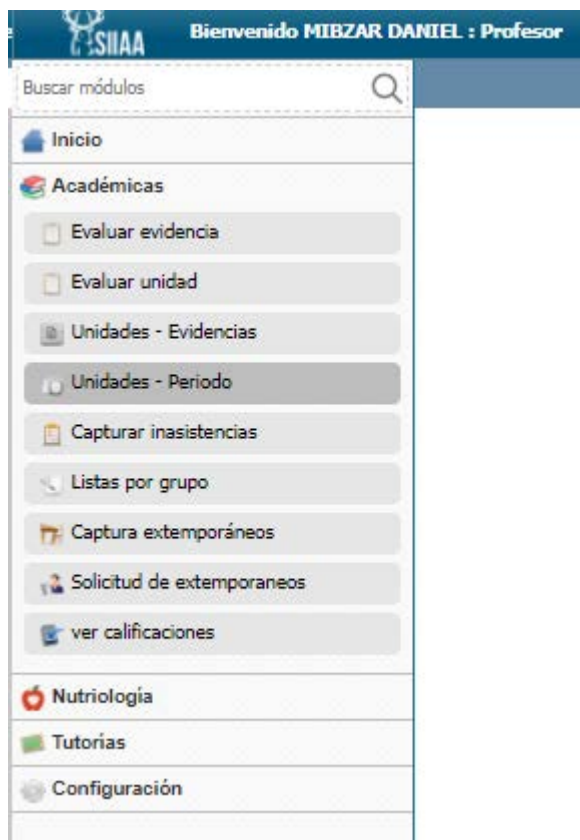 SIIAA
Bienvenido MIBZAR DANIEL : Profesor
Buscar módulos
Inicio
Académicas
Evaluar evidencia
Evaluar unidad
Unidades - Evidencias
Unidades - Periodo
Capturar inasistencias
Listas por grupo
Captura extemporáneos
Solicitud de extemporaneos
ver calificaciones
Nutriología
Tutorías
Configuración